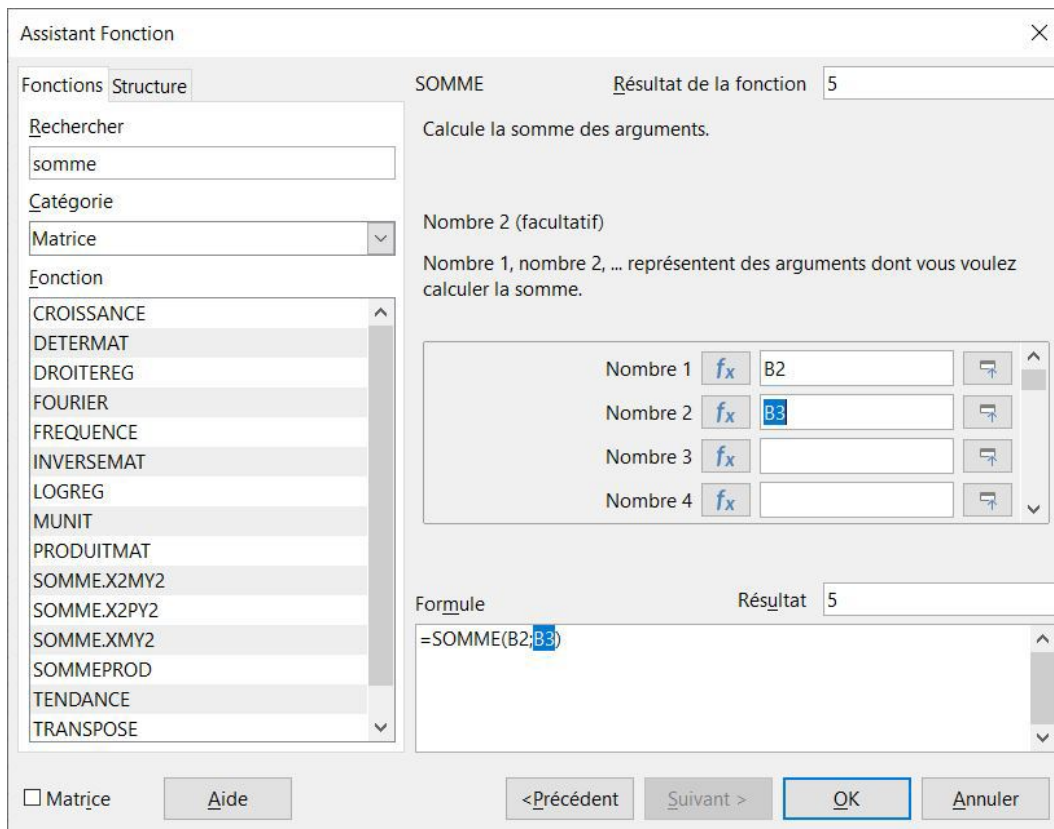 Assistant Fonction
Fonctions Structure
Rechercher
somme
Catégorie
Matrice
Fonction
CROISSANCE
DETERMAT
DROITEREG
FOURIER
FREQUENCE
INVERSEMAT
LOGREG
MUNIT
PRODUITMAT
SOMME.X2MY2
SOMME.X2PY2
SOMME.XMY2
SOMMEPROD
TENDANCE
TRANSPOSE
SOMME Résultat de la fonction 5
Calcule la somme des arguments.
Nombre 2 (facultatif)
Nombre 1, nombre 2, ... représentent des arguments dont vous voulez
calculer la somme.
Nombre 1 fx B2
Nombre 2 fx B3
Nombre 3 fx
Nombre 4 fx
Formule Résultat 5
=SOMME(B2;B3)
Matrice Aide <Précédent Suivant > OK Annuler